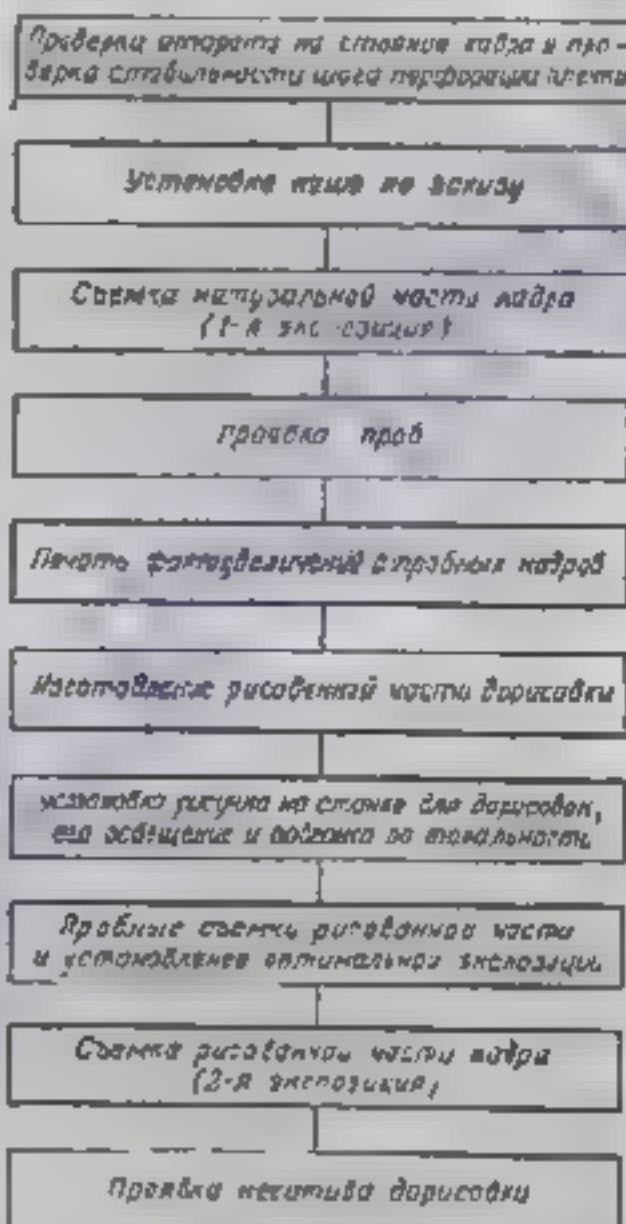 Проверка аппарата на стояние кадра и про-
верка стабильности шага перфорации пленки
Установка каше по эскизу
Съемка натуральной части кадра
(1-я экспозиция)
Проявка проб
Печать фотоувеличений с пробных кадров
Изготовление рисованной части дорисовки
Установка рисунка на станке для дорисовок,
его освещение и подгонка по тональности
Пробные съемки рисованной части
и установление оптимальной экспозиции
Съемка рисованной части кадра
(2-я экспозиция)
Проявка негатива дорисовки